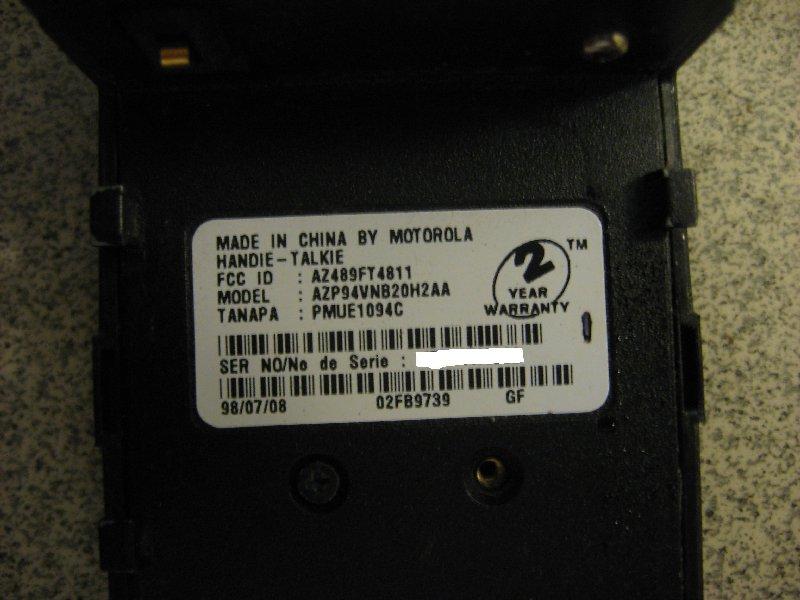 MADE IN CHINA BY MOTOROLA
HANDIE-TALKIE
FCC ID : AZ489FT4811
MODEL : AZP94VNB20H2AA
TANAPA : PMUE1094C
2 TM
YEAR
WARRANTY
SER NO/No de Serie :
98/07/08 02FB9739 GF